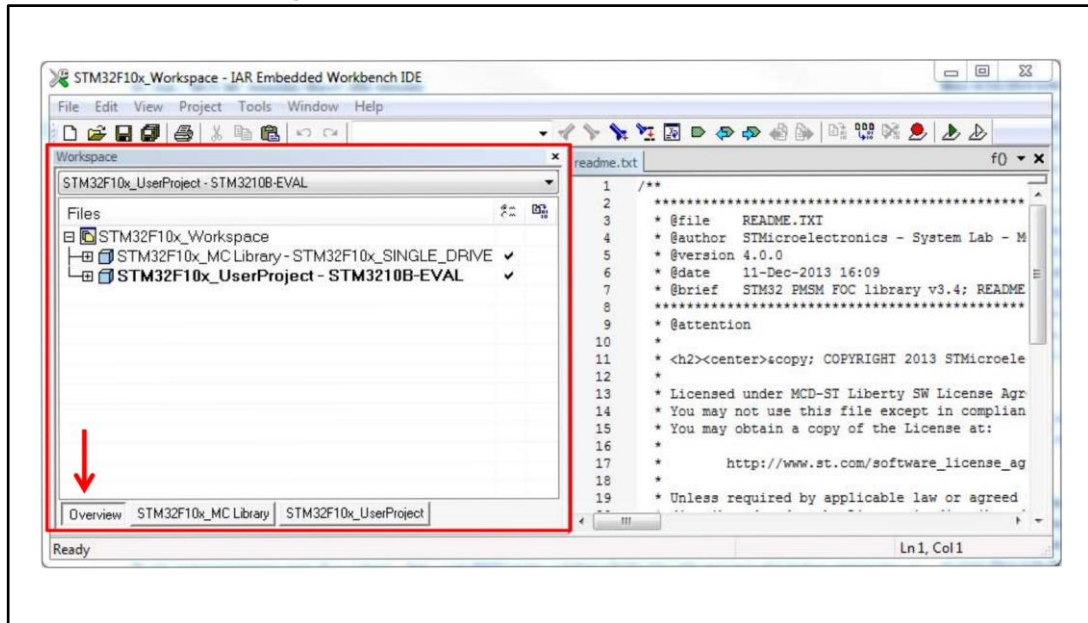 STM32F10x_Workspace - IAR Embedded Workbench IDE
File Edit View Project Tools Window Help
Workspace
STM32F10x_UserProject - STM3210B-EVAL
Files
STM32F10x_Workspace
STM32F10x_MC Library - STM32F10x_SINGLE_DRIVE
STM32F10x_UserProject - STM3210B-EVAL
Overview STM32F10x_MC Library STM32F10x_UserProject
readme.txt f()
1 /**
2 ************************************************
3 * @file README.TXT
4 * @author STMicroelectronics - System Lab - M
5 * @version 4.0.0
6 * @date 11-Dec-2013 16:09
7 * @brief STM32 PMSM FOC library v3.4; README
8 ************************************************
9 * @attention
10 *
11 * <h2><center>&copy; COPYRIGHT 2013 STMicroele
12 *
13 * Licensed under MCD-ST Liberty SW License Agr
14 * You may not use this file except in complian
15 * You may obtain a copy of the License at:
16 *
17 * http://www.st.com/software_license_ag
18 *
19 * Unless required by applicable law or agreed
Ready Ln 1, Col 1